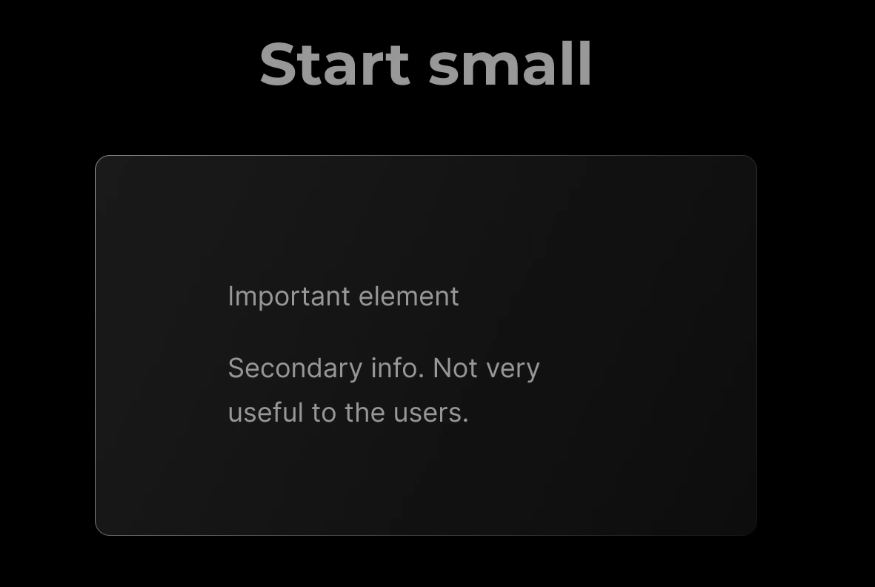 Start small
Important element
Secondary info. Not very
useful to the users.